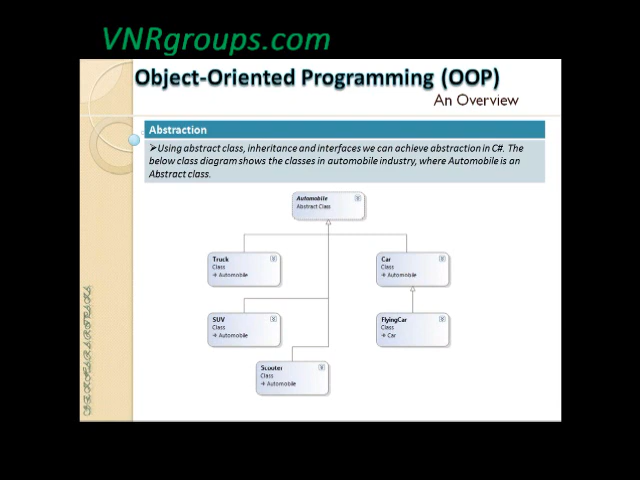 VNRgroups.com
Object-Oriented Programming (OOP)
An Overview
Abstraction
➤Using abstract class, inheritance and interfaces we can achieve abstraction in C#. The
below class diagram shows the classes in automobile industry, where Automobile is an
Abstract class.
Automobile
Abstract Class
Truck
Class
→ Automobile
Car
Class
→ Automobile
SUV
Class
→ Automobile
FlyingCar
Class
→ Car
Scooter
Class
→ Automobile